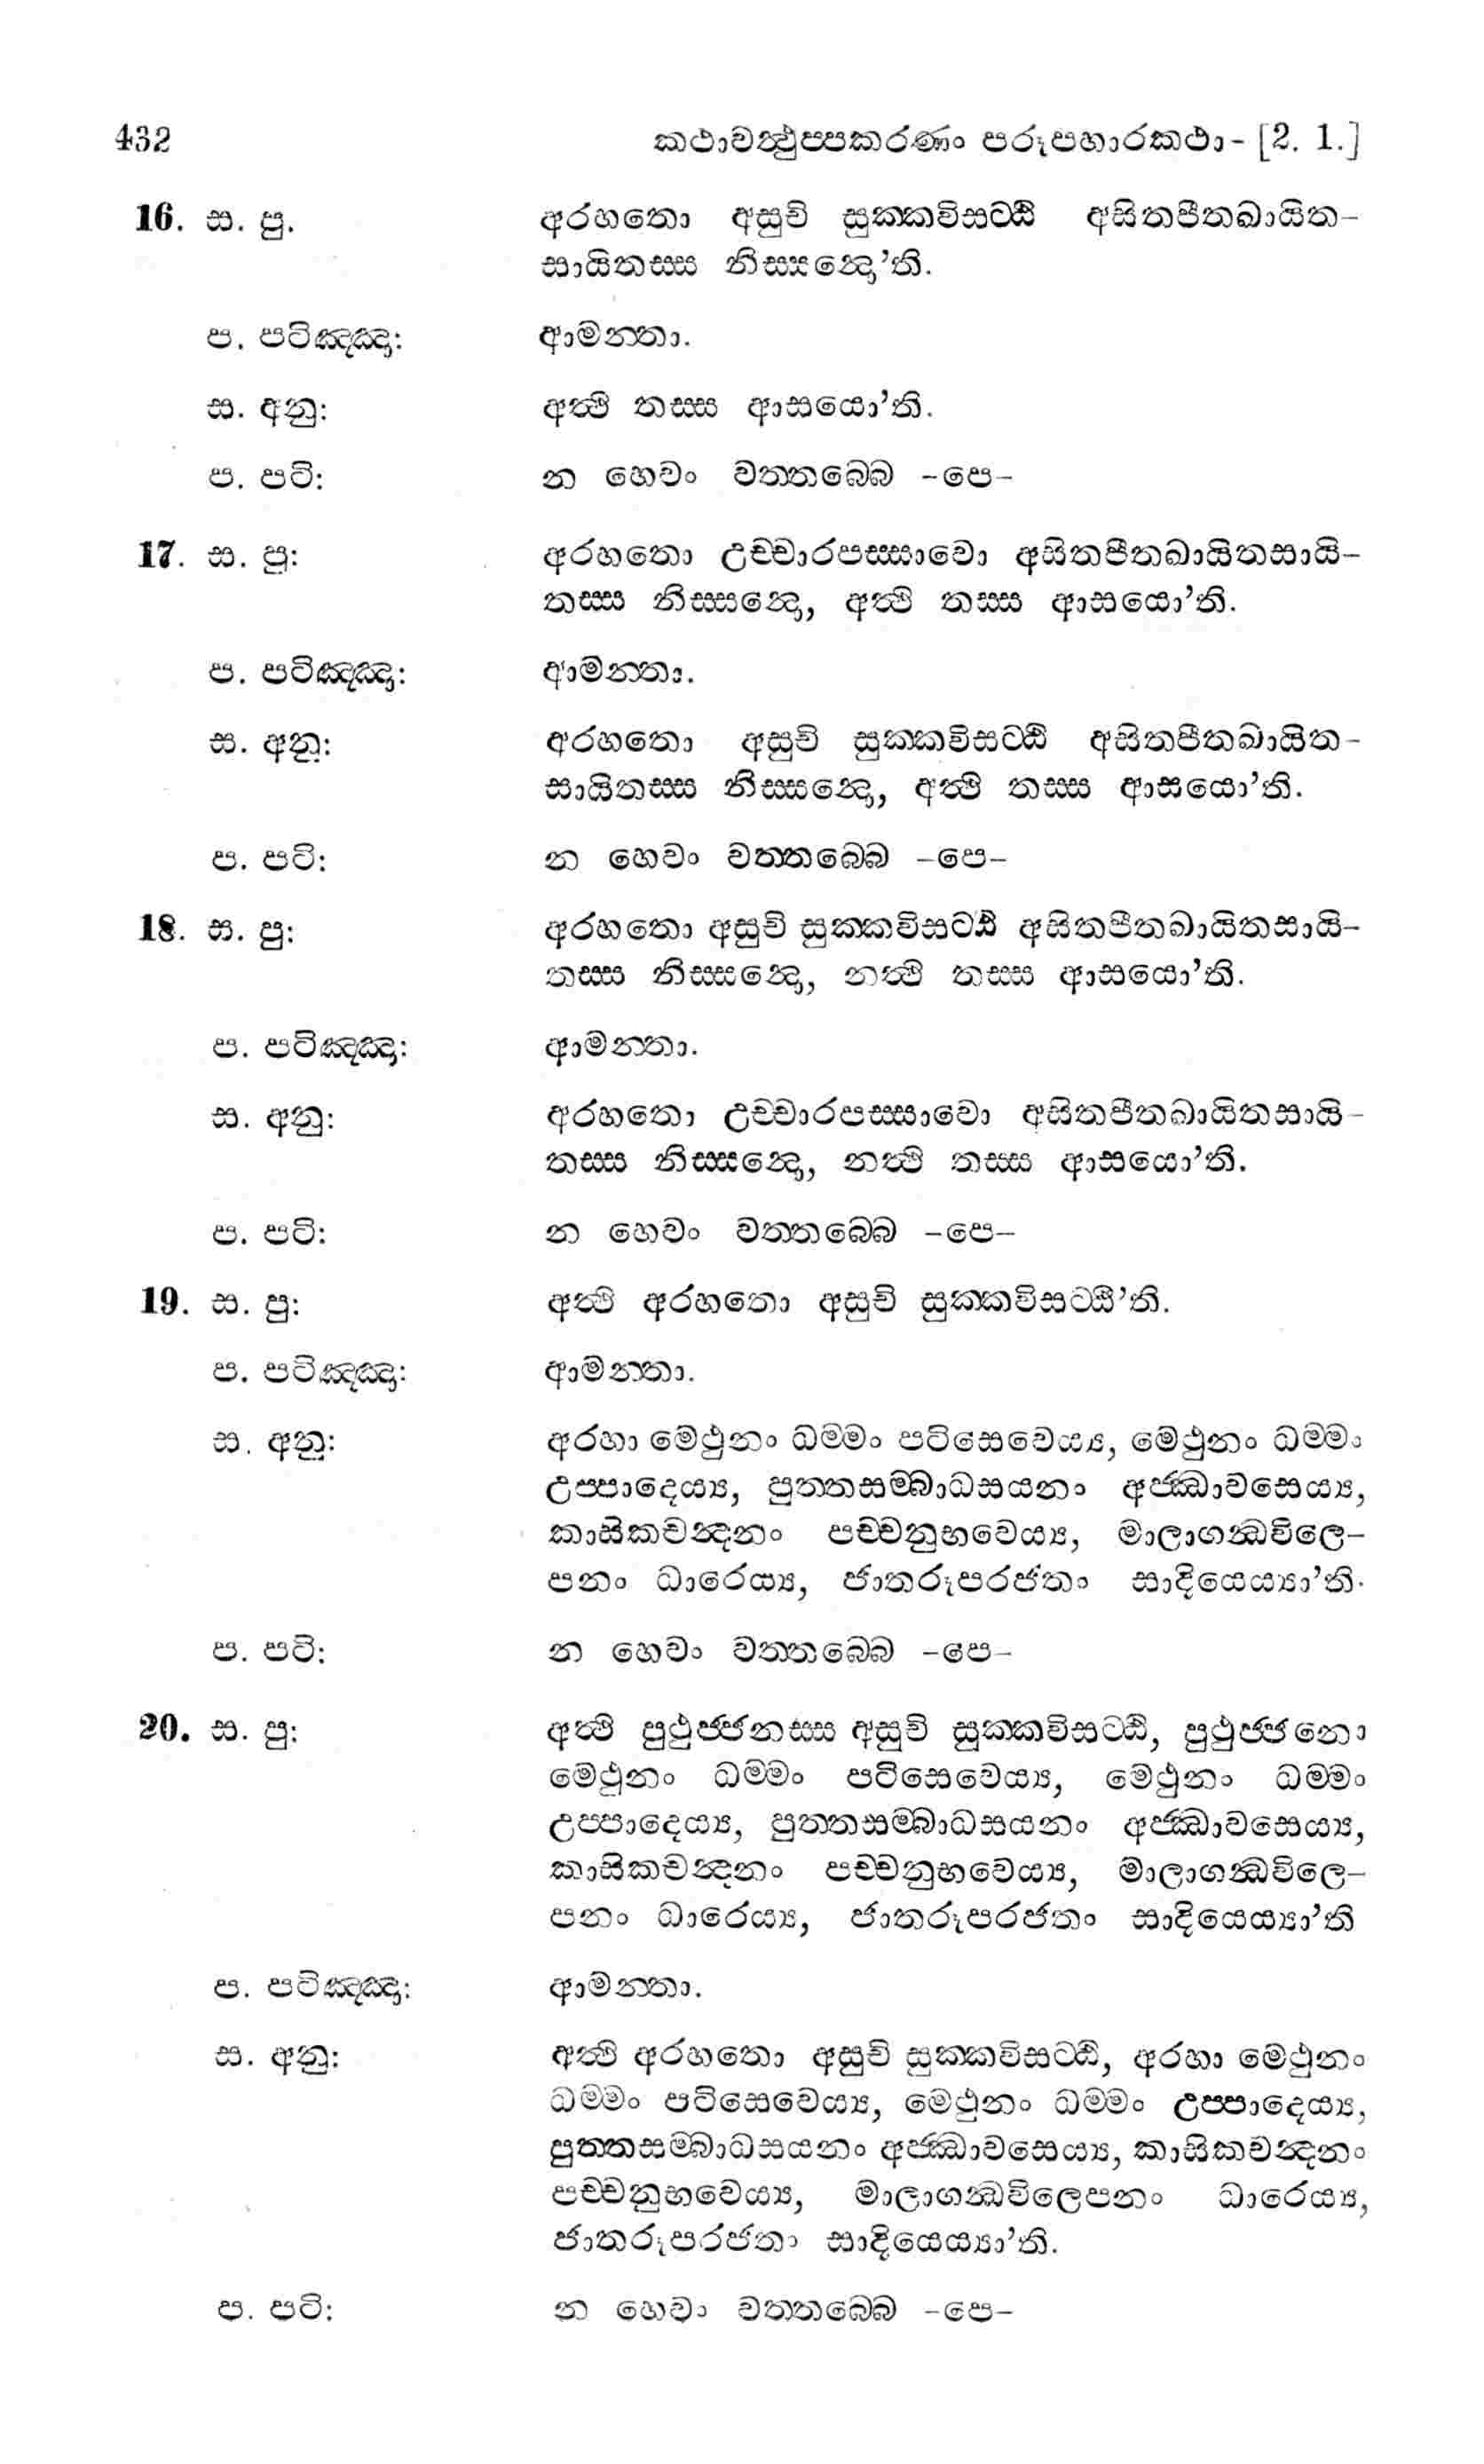 432 කථාවත්ථුප්පකරණං පරූපහාරකථා- [2. 1.]
16. ස. පු. අරහතො අසුචි සුක්කවිසට්ඨි අසිතපීතඛායිත-
සායිතස්ස නිස්සන්දො’ති.
ප. පටිඤ්ඤා: ආමන්තා.
ස. අනු: අත්ථි තස්ස ආසයො’ති.
ප. පටි: න හෙවං වත්තබ්බෙ -පෙ-
17. ස. පු: අරහතො උච්චාරපස්සාවො අසිතපීතඛායිතසායි-
තස්ස නිස්සන්දො, අත්ථි තස්ස ආසයො’ති.
ප. පටිඤ්ඤා: ආමන්තා.
ස. අනු: අරහතො අසුචි සුක්කවිසට්ඨි අසිතපීතඛායිත-
සායිතස්ස නිස්සන්දො, අත්ථි තස්ස ආසයො’ති.
ප. පටි: න හෙවං වත්තබ්බෙ -පෙ-
18. ස. පු: අරහතො අසුචි සුක්කවිසට්ඨි අසිතපීතඛායිතසායි-
තස්ස නිස්සන්දො, නත්ථි තස්ස ආසයො’ති.
ප. පටිඤ්ඤා: ආමන්තා.
ස. අනු: අරහතො උච්චාරපස්සාවො අසිතපීතඛායිතසායි-
තස්ස නිස්සන්දො, නත්ථි තස්ස ආසයො’ති.
ප. පටි: න හෙවං වත්තබ්බෙ -පෙ-
19. ස. පු: අත්ථි අරහතො අසුචි සුක්කවිසට්ඨී’ති.
ප. පටිඤ්ඤා: ආමන්තා.
ස. අනු: අරහා මෙථුනං ධම්මං පටිසෙවෙය්‍ය, මෙථුනං ධම්මං
උප්පාදෙය්‍ය, පුත්තසම්බාධසයනං අජ්ඣාවසෙය්‍ය,
කාසිකචන්දනං පච්චනුභවෙය්‍ය, මාලාගන්ධවිලෙ-
පනං ධාරෙය්‍ය, ජාතරූපරජතං සාදියෙය්‍යා’ති.
ප. පටි: න හෙවං වත්තබ්බෙ -පෙ-
20. ස. පු: අත්ථි පුථුජ්ජනස්ස අසුචි සුක්කවිසට්ඨි, පුථුජ්ජනො
මෙථුනං ධම්මං පටිසෙවෙය්‍ය, මෙථුනං ධම්මං
උප්පාදෙය්‍ය, පුත්තසම්බාධසයනං අජ්ඣාවසෙය්‍ය,
කාසිකචන්දනං පච්චනුභවෙය්‍ය, මාලාගන්ධවිලෙ-
පනං ධාරෙය්‍ය, ජාතරූපරජතං සාදියෙය්‍යා’ති
ප. පටිඤ්ඤා: ආමන්තා.
ස. අනු: අත්ථි අරහතො අසුචි සුක්කවිසට්ඨි, අරහා මෙථුනං
ධම්මං පටිසෙවෙය්‍ය, මෙථුනං ධම්මං උප්පාදෙය්‍ය,
පුත්තසම්බාධසයනං අජ්ඣාවසෙය්‍ය, කාසිකචන්දනං
පච්චනුභවෙය්‍ය, මාලාගන්ධවිලෙපනං ධාරෙය්‍ය,
ජාතරූපරජතං සාදියෙය්‍යා’ති.
ප. පටි: න හෙවං වත්තබ්බෙ -පෙ-